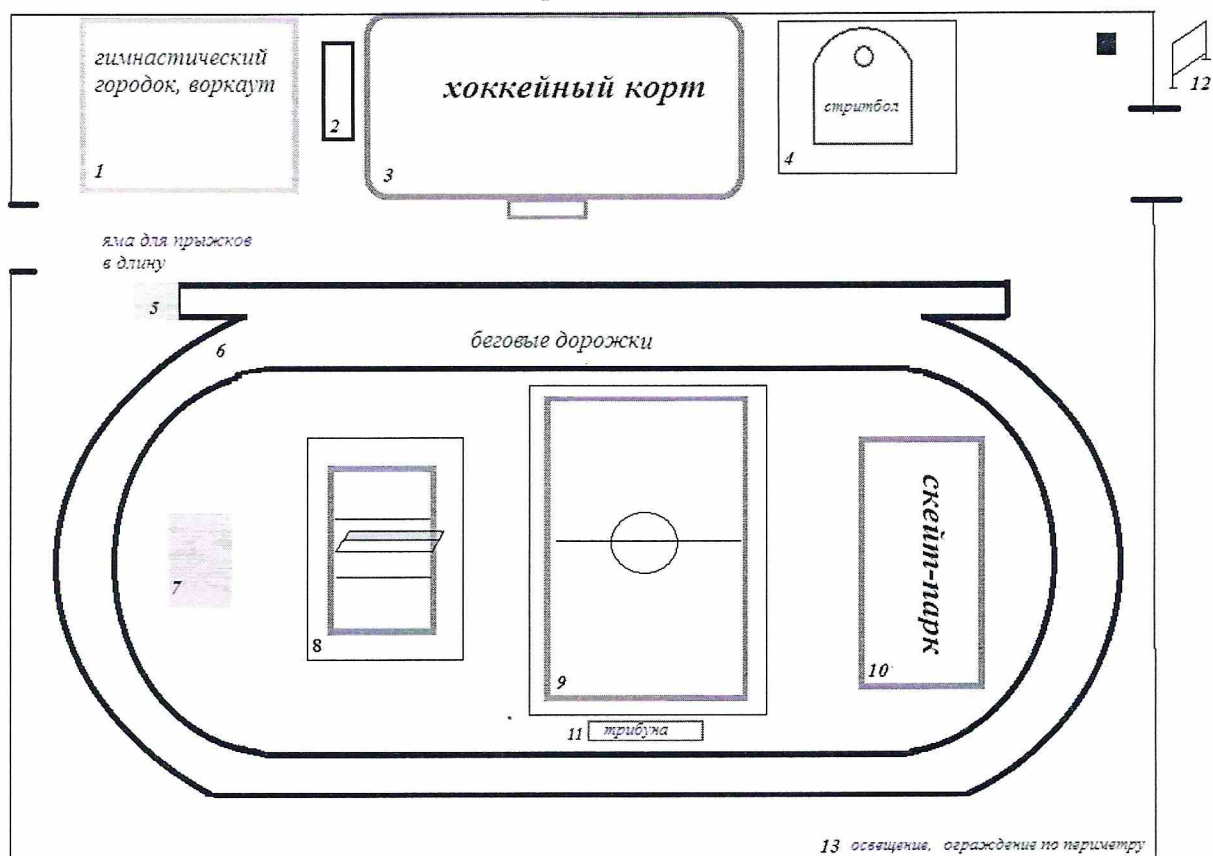 гимнастический
городок, воркаут
1
2
хоккейный корт
3
стритбол
4
12
яма для прыжков
в длину
5
6
беговые дорожки
7
8
9
скейт-парк
10
11 трибуна
13 освещение, ограждение по периметру